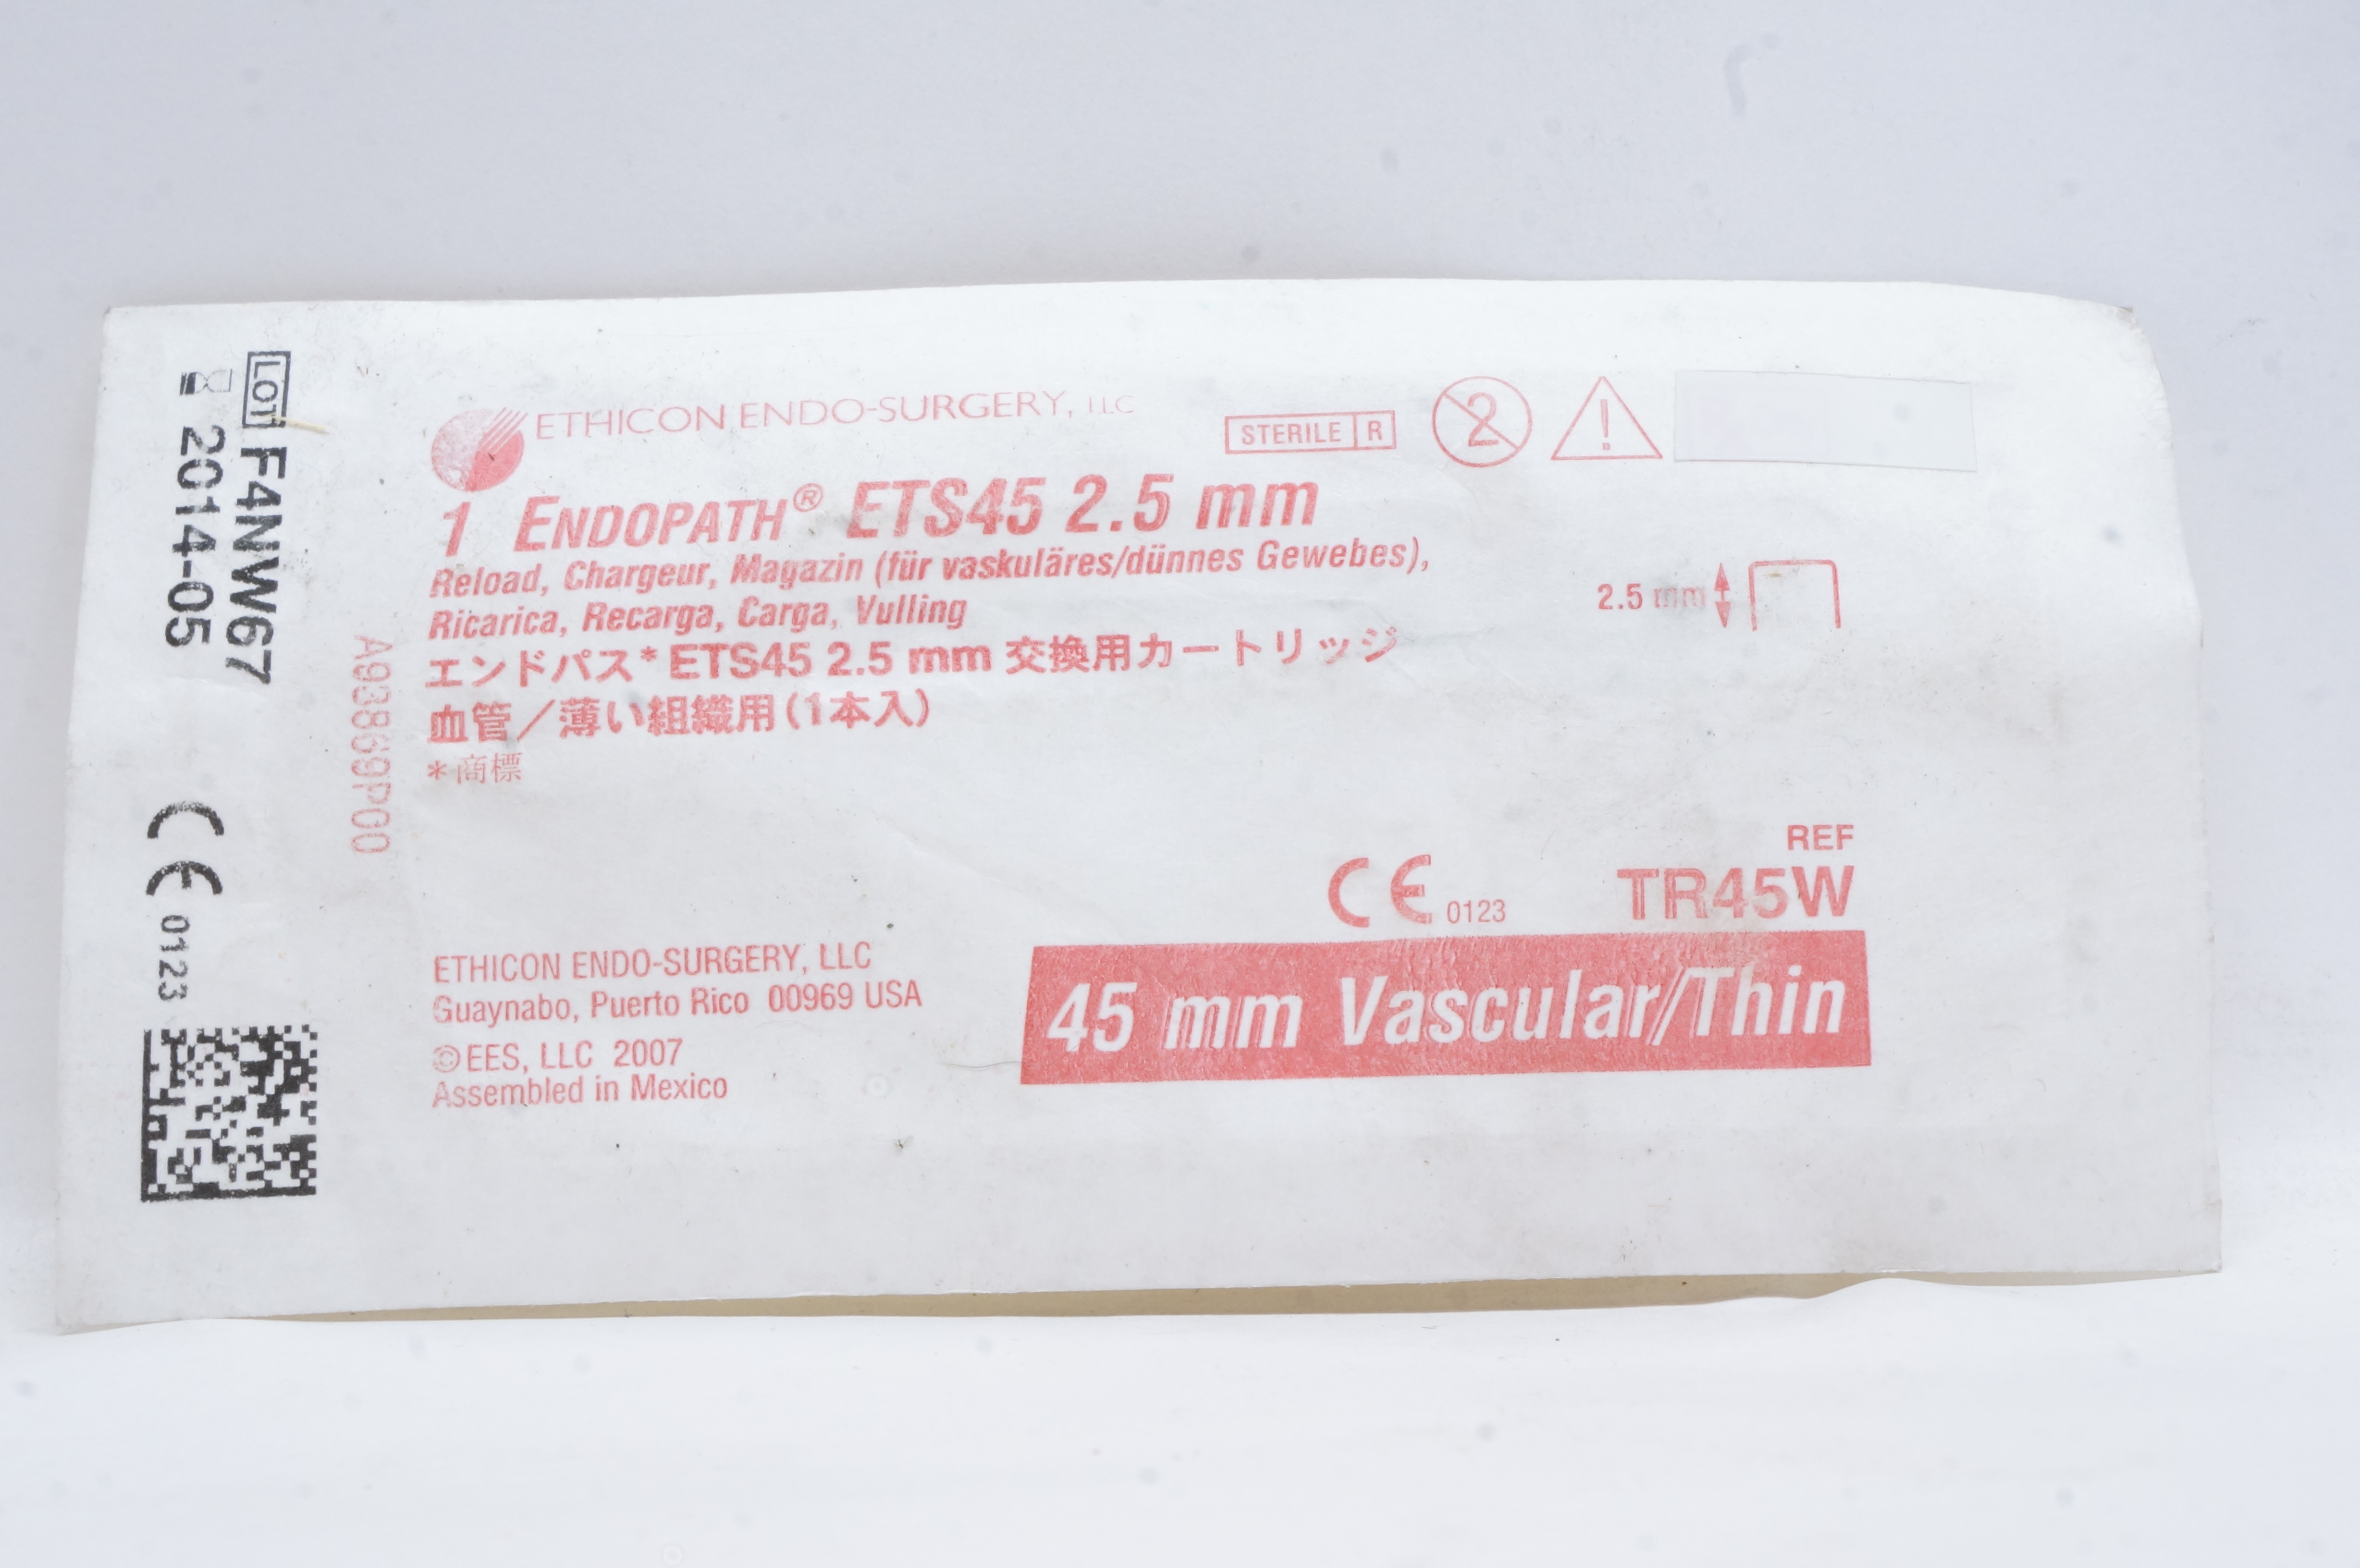 LOT F4NW67
2014-05
0123
A93869P00
ETHICON ENDO-SURGERY, LLC
STERILE R
2
!
1 ENDOPATH® ETS45 2.5 mm
Reload, Chargeur, Magazin (für vaskuläres/dünnes Gewebes),
Ricarica, Recarga, Carga, Vulling
エンドパス* ETS45 2.5 mm 交換用カートリッジ
血管／薄い組織用（1本入）
*商標
2.5 mm
REF
TR45W
CE 0123
45 mm Vascular/Thin
ETHICON ENDO-SURGERY, LLC
Guaynabo, Puerto Rico 00969 USA
©EES, LLC 2007
Assembled in Mexico